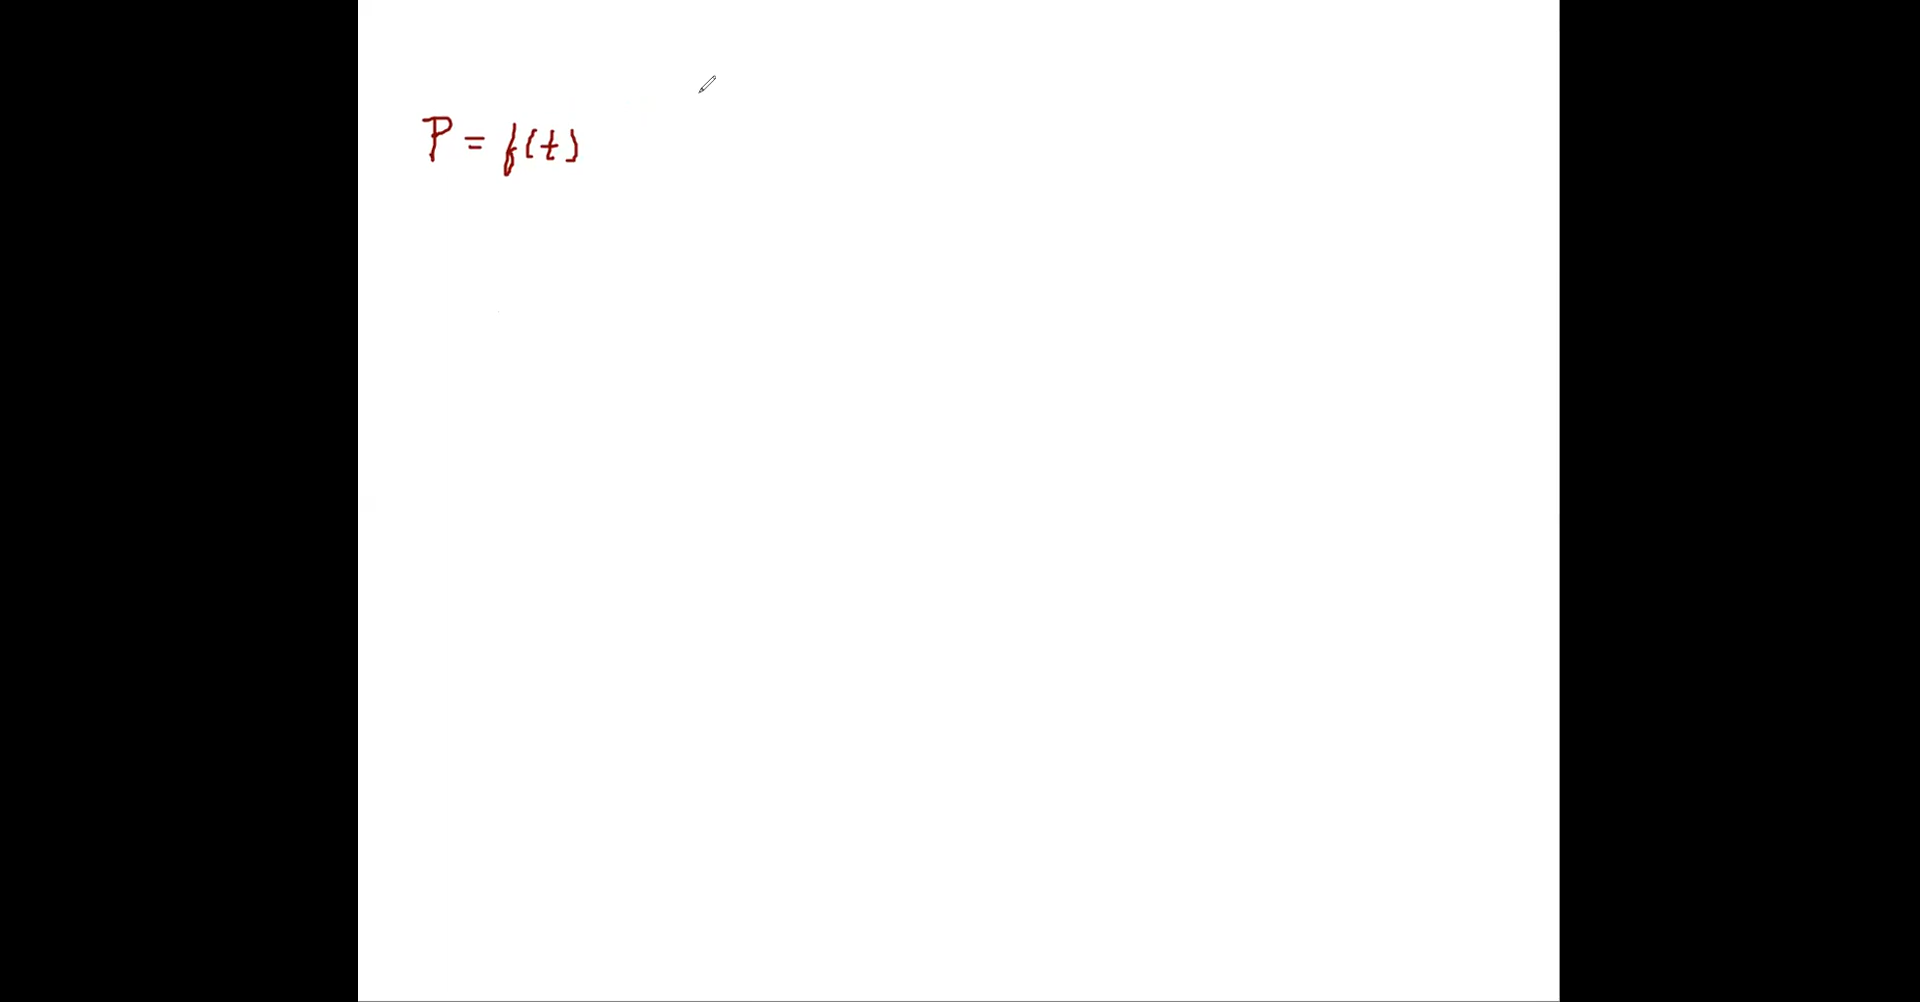 P = f(t)